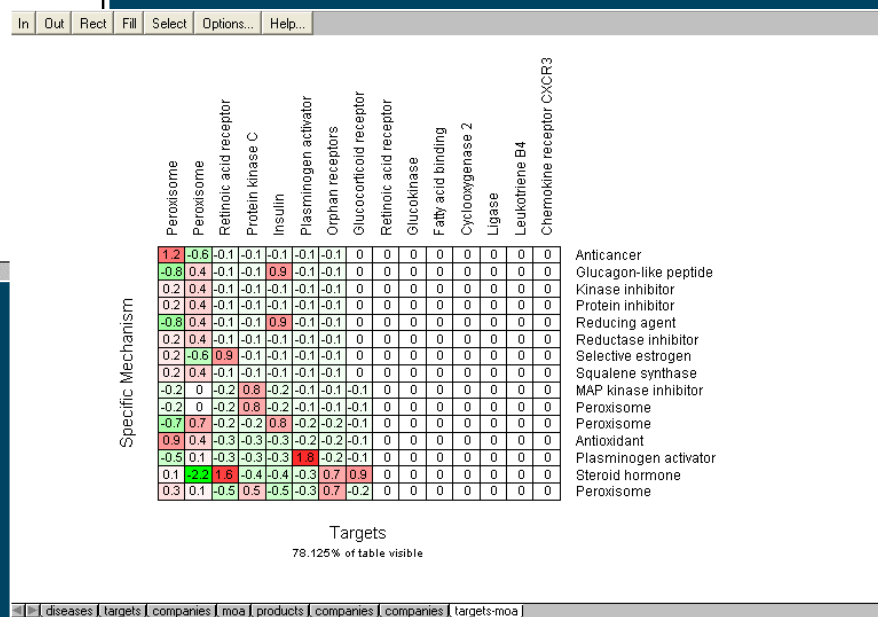 In Out Rect Fill Select Options... Help...
Peroxisome
Peroxisome
Retinoic acid receptor
Protein kinase C
Insulin
Plasminogen activator
Orphan receptors
Glucocorticoid receptor
Retinoic acid receptor
Glucokinase
Fatty acid binding
Cyclooxygenase 2
Ligase
Leukotriene B4
Chemokine receptor CXCR3
Specific Mechanism
1.2 -0.6 -0.1 -0.1 -0.1 -0.1 -0.1 0 0 0 0 0 0 0 0 Anticancer
-0.8 0.4 -0.1 -0.1 0.9 -0.1 -0.1 0 0 0 0 0 0 0 0 Glucagon-like peptide
0.2 0.4 -0.1 -0.1 -0.1 -0.1 -0.1 0 0 0 0 0 0 0 0 Kinase inhibitor
0.2 0.4 -0.1 -0.1 -0.1 -0.1 -0.1 0 0 0 0 0 0 0 0 Protein inhibitor
-0.8 0.4 -0.1 -0.1 0.9 -0.1 -0.1 0 0 0 0 0 0 0 0 Reducing agent
0.2 0.4 -0.1 -0.1 -0.1 -0.1 -0.1 0 0 0 0 0 0 0 0 Reductase inhibitor
0.2 -0.6 0.9 -0.1 -0.1 -0.1 -0.1 0 0 0 0 0 0 0 0 Selective estrogen
0.2 0.4 -0.1 -0.1 -0.1 -0.1 -0.1 0 0 0 0 0 0 0 0 Squalene synthase
-0.2 0 -0.2 0.8 -0.2 -0.1 -0.1 -0.1 0 0 0 0 0 0 0 MAP kinase inhibitor
-0.2 0 -0.2 0.8 -0.2 -0.1 -0.1 -0.1 0 0 0 0 0 0 0 Peroxisome
-0.7 0.7 -0.2 -0.2 0.8 -0.2 -0.2 -0.1 0 0 0 0 0 0 0 Peroxisome
0.9 0.4 -0.3 -0.3 -0.3 -0.2 -0.2 -0.1 0 0 0 0 0 0 0 Antioxidant
-0.5 0.1 -0.3 -0.3 -0.3 1.8 -0.2 -0.1 0 0 0 0 0 0 0 Plasminogen activator
0.1 -2.2 1.6 -0.4 -0.4 -0.3 0.7 0.9 0 0 0 0 0 0 0 Steroid hormone
0.3 0.1 -0.5 0.5 -0.5 -0.3 0.7 -0.2 0 0 0 0 0 0 0 Peroxisome
Targets
78.125% of table visible
diseases targets companies moa products companies companies targets-moa